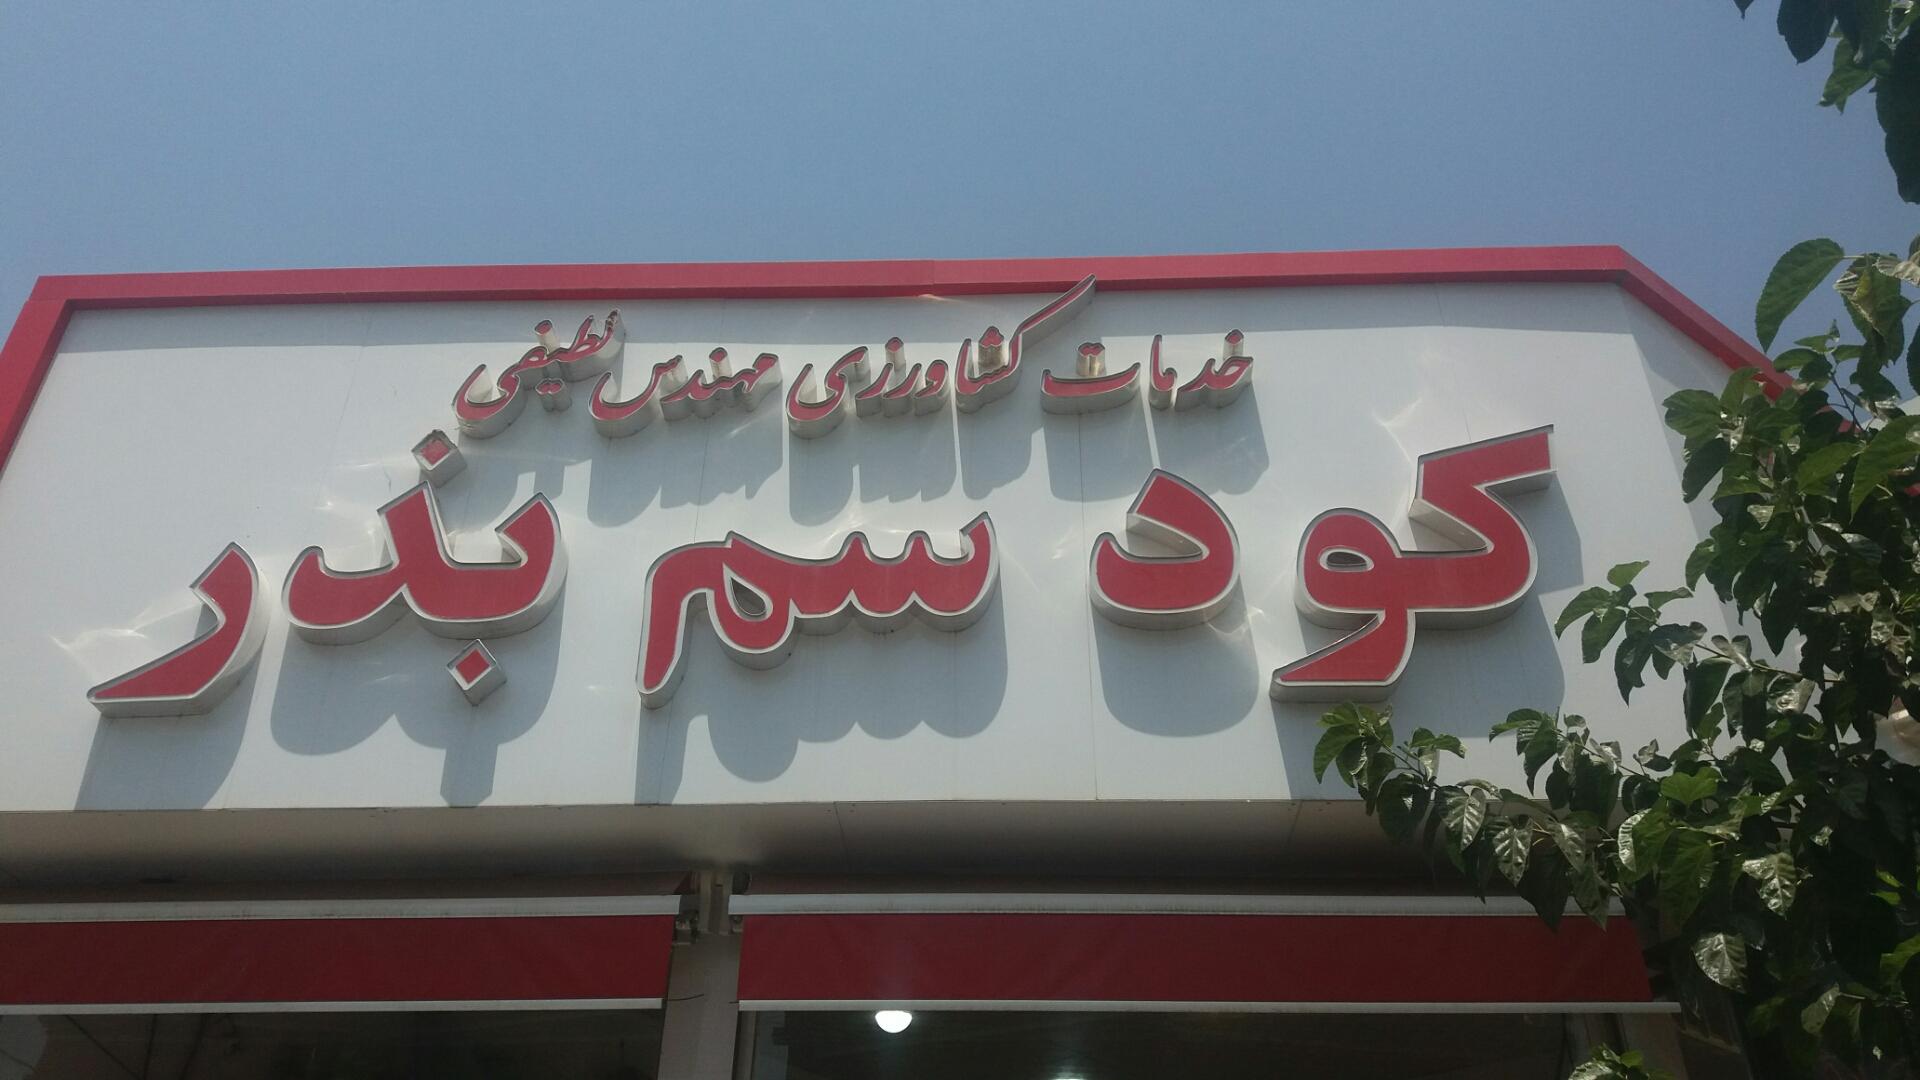 خدمات کشاورزی مهندس لطیفی
کود سم بذر